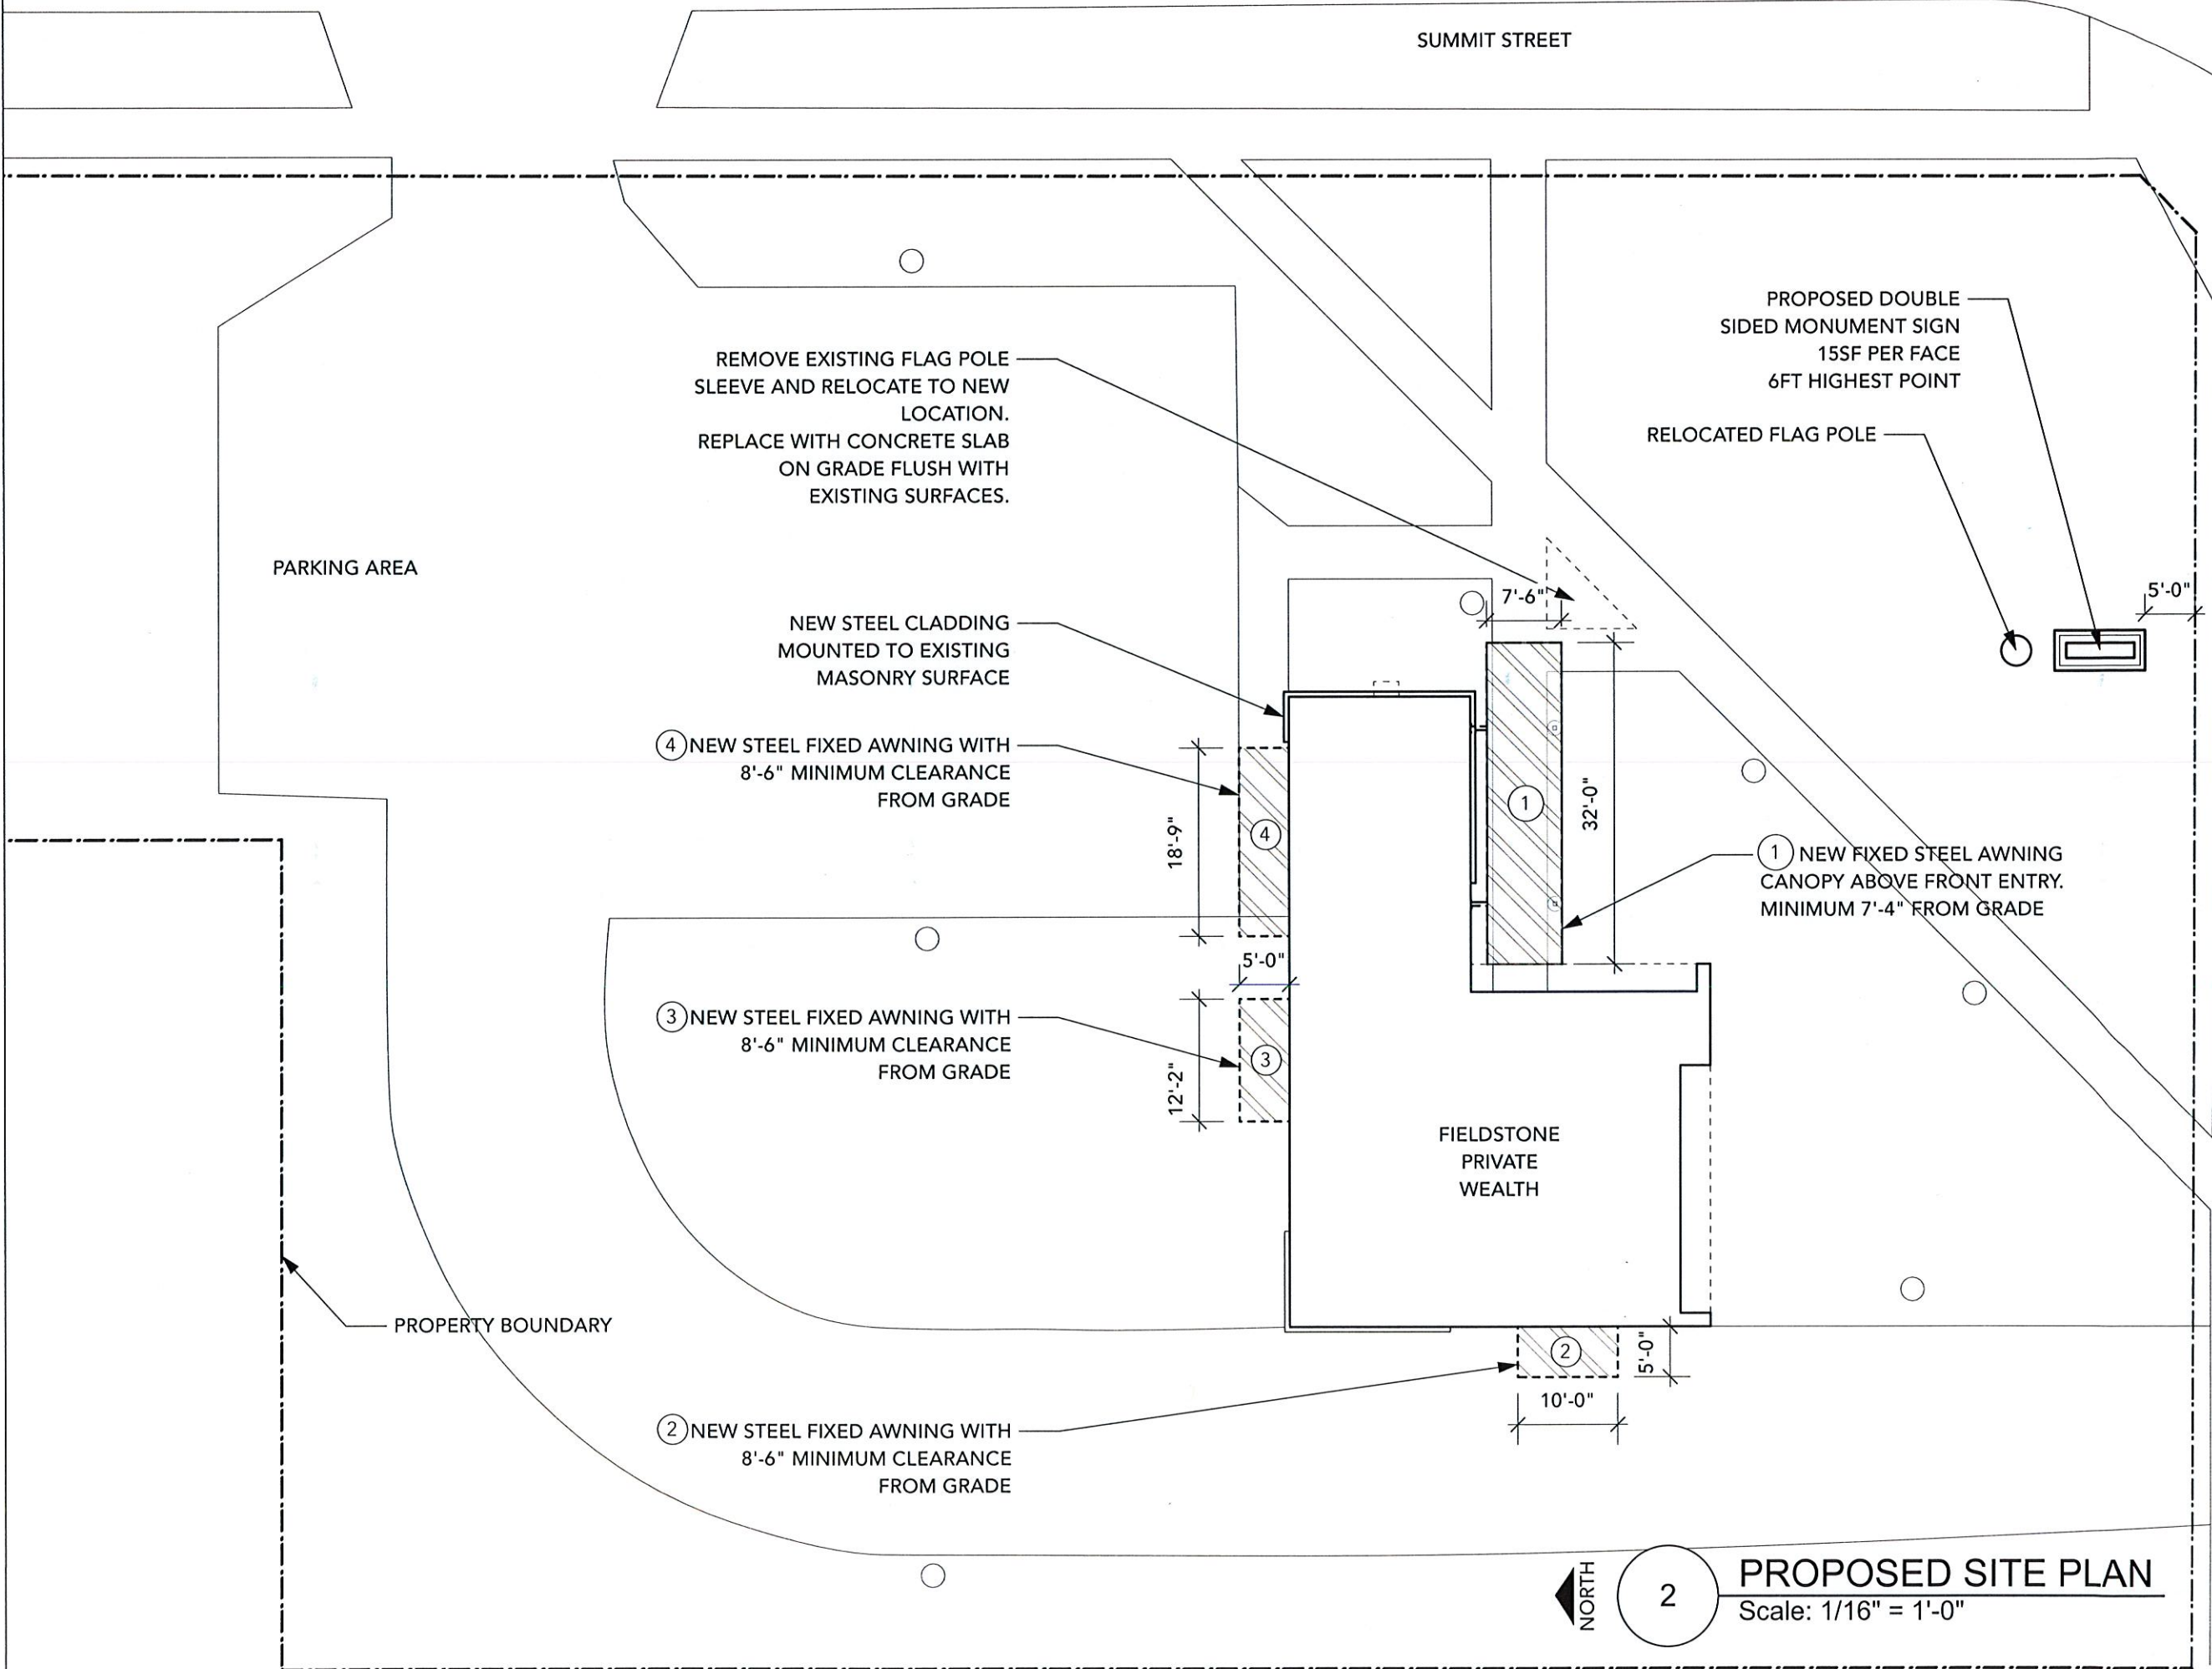 SUMMIT STREET
PROPOSED DOUBLE
SIDED MONUMENT SIGN
15SF PER FACE
6FT HIGHEST POINT
RELOCATED FLAG POLE
REMOVE EXISTING FLAG POLE
SLEEVE AND RELOCATE TO NEW
LOCATION.
REPLACE WITH CONCRETE SLAB
ON GRADE FLUSH WITH
EXISTING SURFACES.
PARKING AREA
7'-6"
5'-0"
NEW STEEL CLADDING
MOUNTED TO EXISTING
MASONRY SURFACE
4 NEW STEEL FIXED AWNING WITH
8'-6" MINIMUM CLEARANCE
FROM GRADE
18'-9"
4
1
32'-0"
1 NEW FIXED STEEL AWNING
CANOPY ABOVE FRONT ENTRY.
MINIMUM 7'-4" FROM GRADE
5'-0"
3 NEW STEEL FIXED AWNING WITH
8'-6" MINIMUM CLEARANCE
FROM GRADE
12'-2"
3
FIELDSTONE
PRIVATE
WEALTH
PROPERTY BOUNDARY
2
5'-0"
10'-0"
2 NEW STEEL FIXED AWNING WITH
8'-6" MINIMUM CLEARANCE
FROM GRADE
NORTH
2
PROPOSED SITE PLAN
Scale: 1/16" = 1'-0"